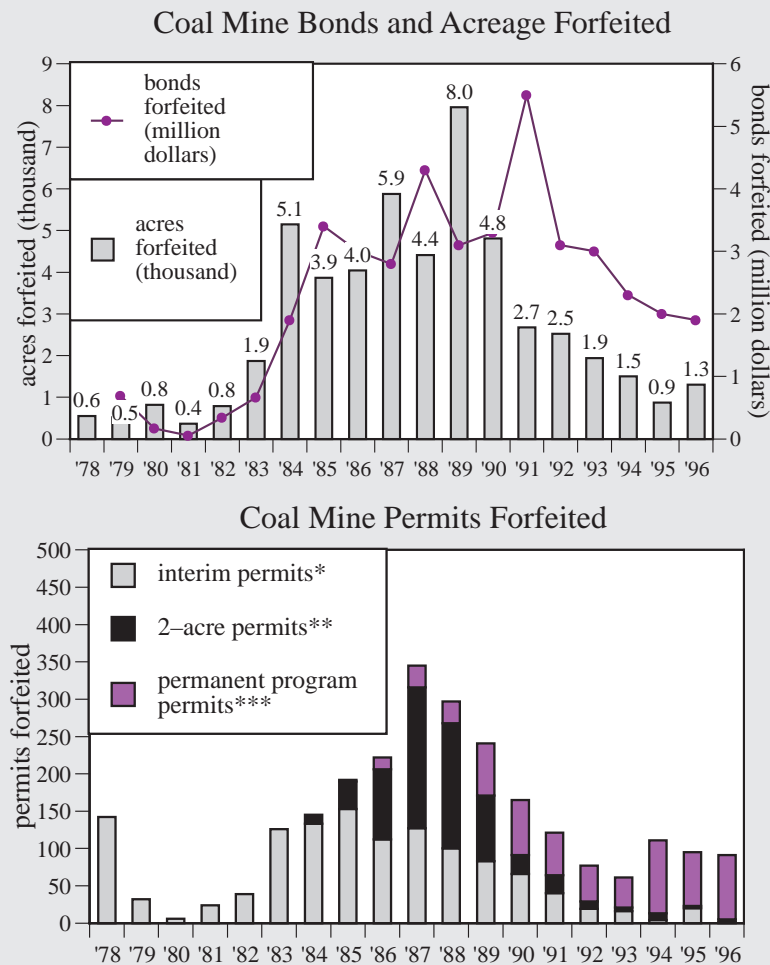 Coal Mine Bonds and Acreage Forfeited
acres forfeited (thousand)
9
8
7
6
5
4
3
2
1
0
bonds
forfeited
(million
dollars)
acres
forfeited
(thousand)
0.6
0.5
0.8
0.4
0.8
1.9
5.1
3.9
4.0
5.9
4.4
8.0
4.8
2.7
2.5
1.9
1.5
0.9
1.3
6
5
4
3
2
1
0
bonds forfeited (million dollars)
'78 '79 '80 '81 '82 '83 '84 '85 '86 '87 '88 '89 '90 '91 '92 '93 '94 '95 '96
Coal Mine Permits Forfeited
permits forfeited
500
450
400
350
300
250
200
150
100
50
0
interim permits*
2–acre permits**
permanent program
permits***
'78 '79 '80 '81 '82 '83 '84 '85 '86 '87 '88 '89 '90 '91 '92 '93 '94 '95 '96